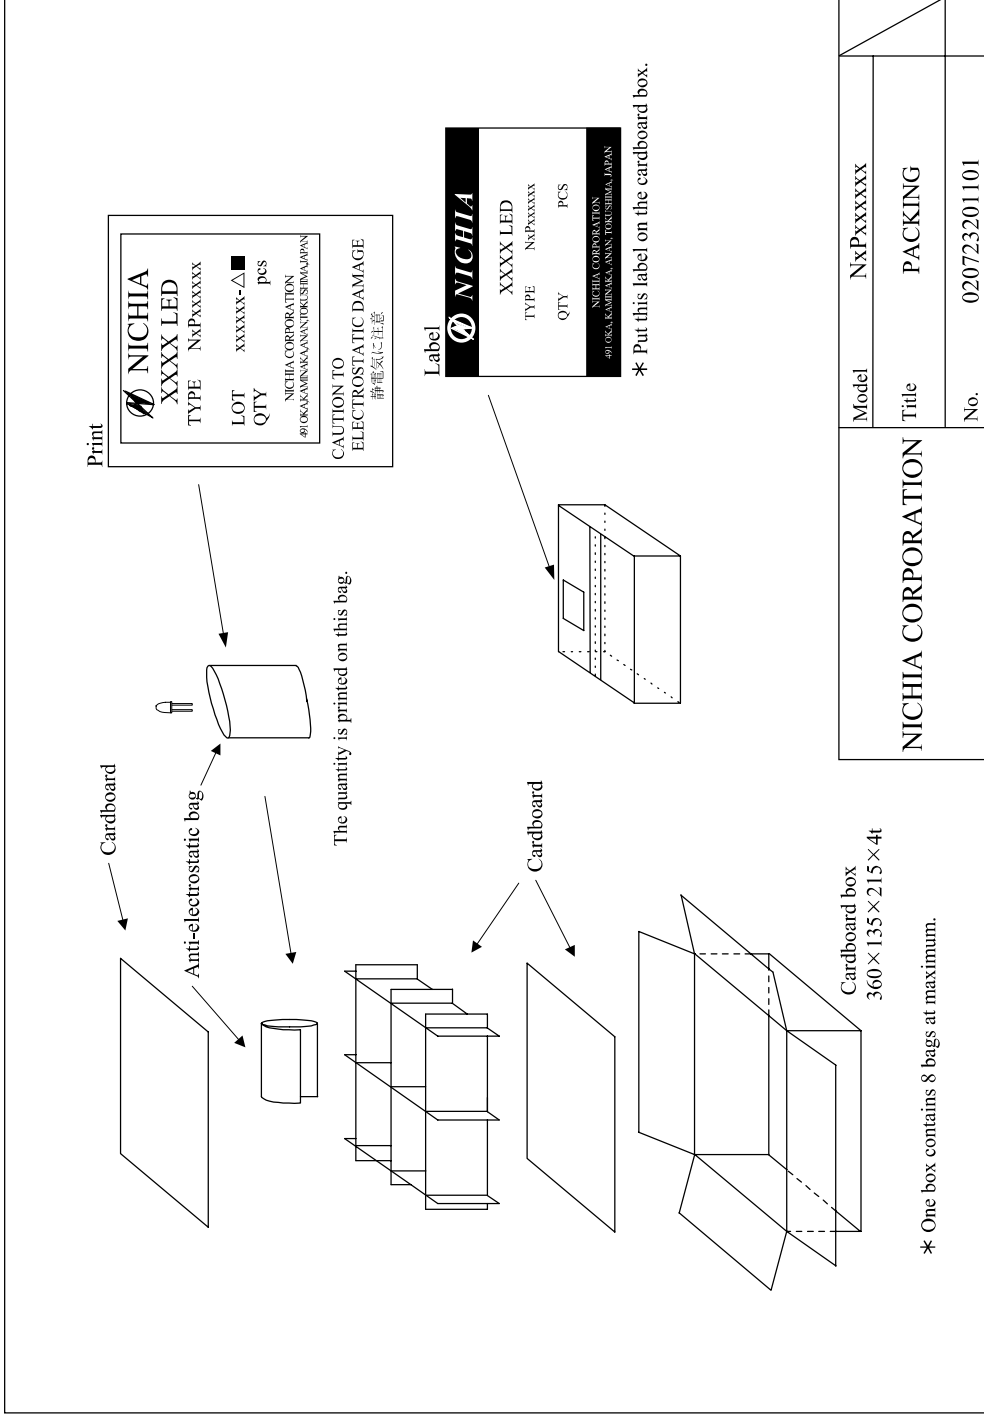 Cardboard
Anti-electrostatic bag
The quantity is printed on this bag.
Print
NICHIA
XXXX LED
TYPE NxPxxxxxx
LOT xxxxxx-△■
QTY pcs
NICHIA CORPORATION
491 OKA,KAMINAKA,ANAN,TOKUSHIMA,JAPAN
CAUTION TO
ELECTROSTATIC DAMAGE
静電気に注意
Label
NICHIA
XXXX LED
TYPE NxPxxxxxx
QTY PCS
NICHIA CORPORATION
491 OKA, KAMINAKA, ANAN, TOKUSHIMA, JAPAN
* Put this label on the cardboard box.
Cardboard
Cardboard box
360×135×215×4t
* One box contains 8 bags at maximum.
NICHIA CORPORATION
Model NxPxxxxxx
Title PACKING
No. 020723201101